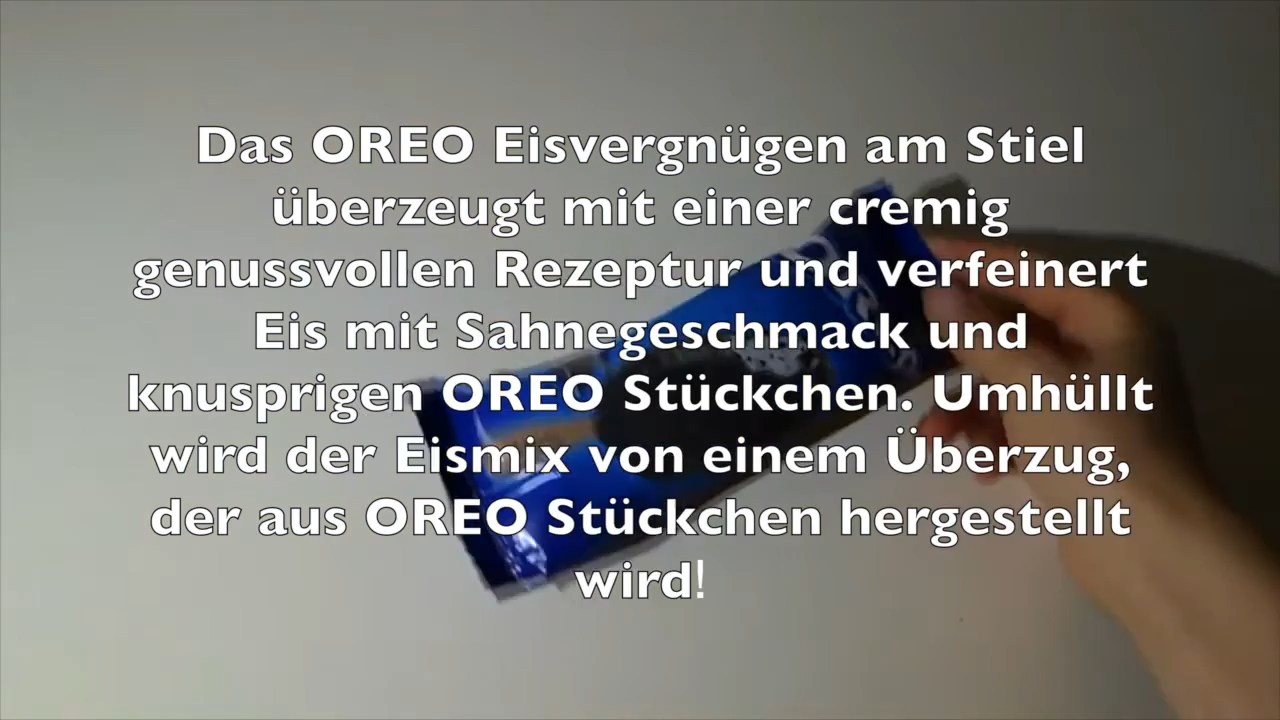 Das OREO Eisvergnügen am Stiel
überzeugt mit einer cremig
genussvollen Rezeptur und verfeinert
Eis mit Sahnegeschmack und
knusprigen OREO Stückchen. Umhüllt
wird der Eismix von einem Überzug,
der aus OREO Stückchen hergestellt
wird!